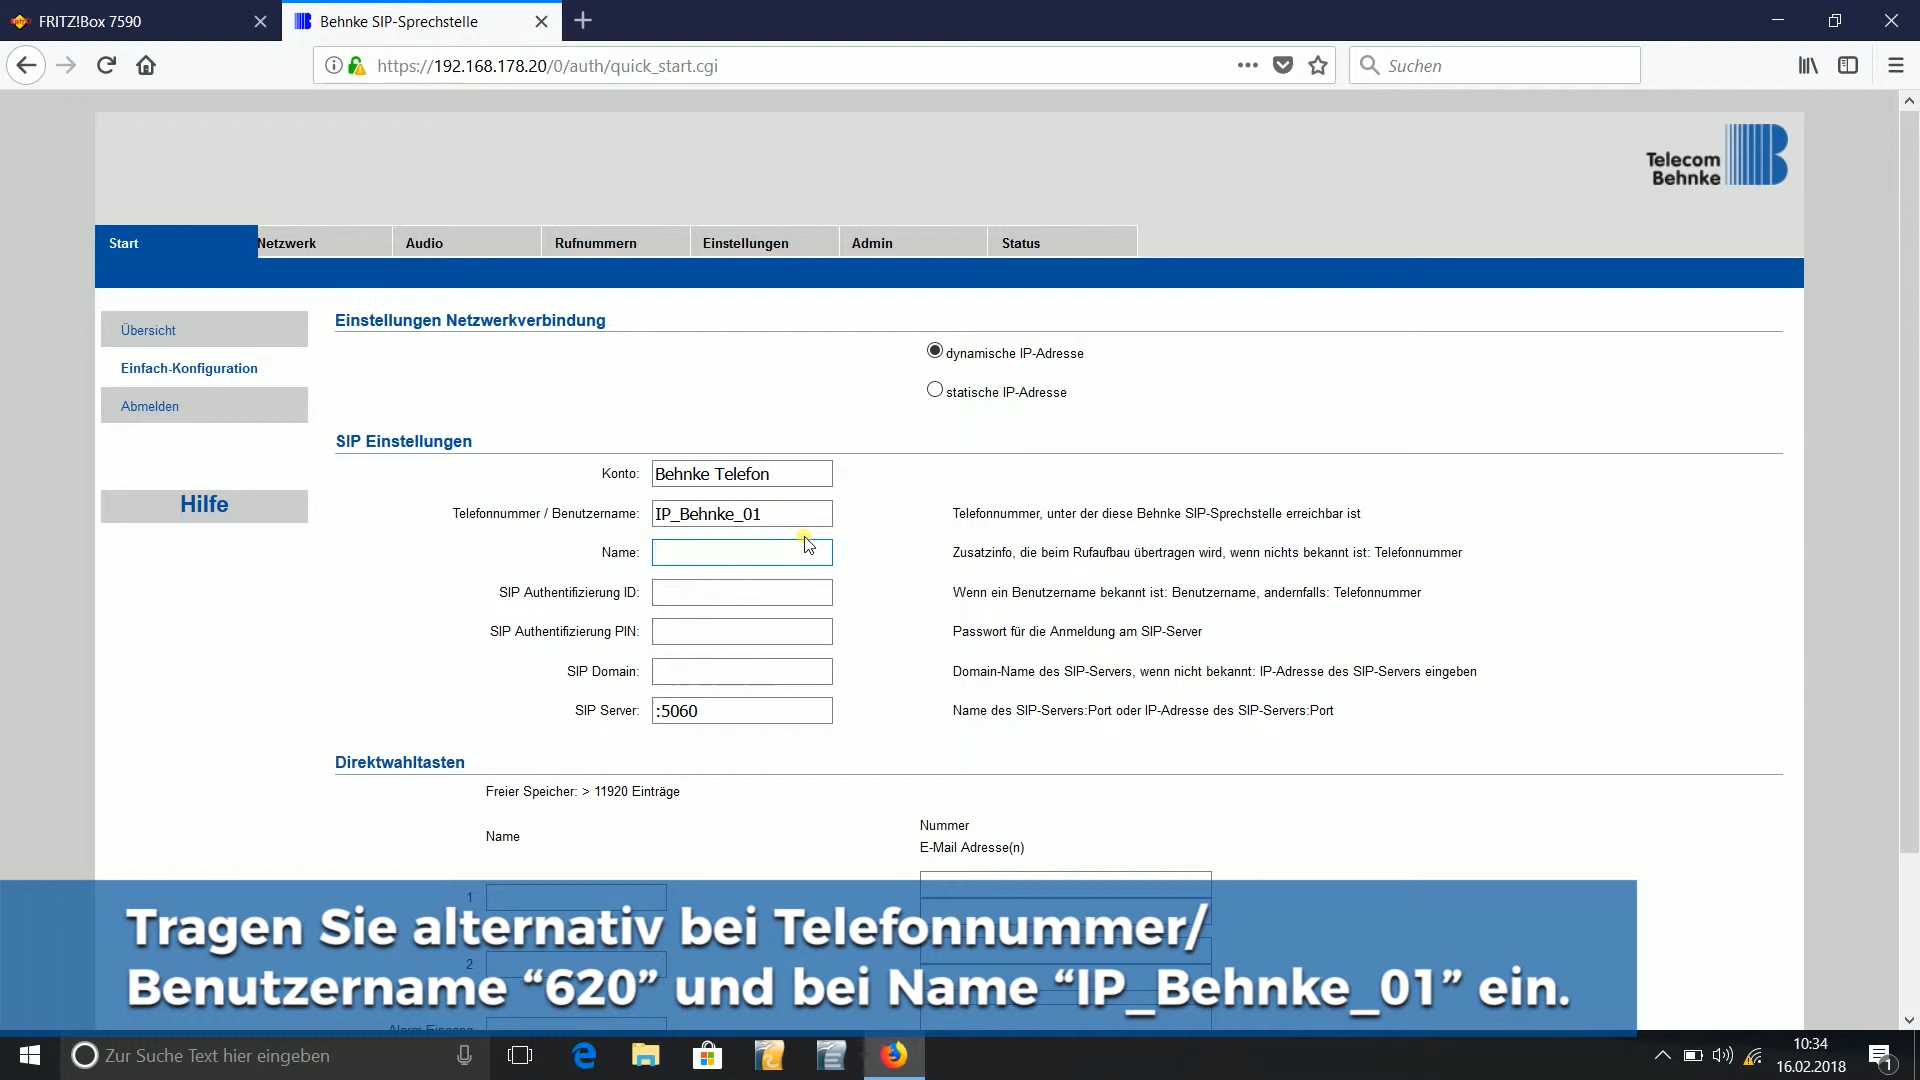 FRITZ!Box 7590
Behnke SIP-Sprechstelle
https://192.168.178.20/0/auth/quick_start.cgi
Suchen
Telecom
Behnke
Start
Netzwerk
Audio
Rufnummern
Einstellungen
Admin
Status
Übersicht
Einfach-Konfiguration
Abmelden
Hilfe
Einstellungen Netzwerkverbindung
dynamische IP-Adresse
statische IP-Adresse
SIP Einstellungen
Konto: Behnke Telefon
Telefonnummer / Benutzername: IP_Behnke_01 Telefonnummer, unter der diese Behnke SIP-Sprechstelle erreichbar ist
Name: Zusatzinfo, die beim Rufaufbau übertragen wird, wenn nichts bekannt ist: Telefonnummer
SIP Authentifizierung ID: Wenn ein Benutzername bekannt ist: Benutzername, andernfalls: Telefonnummer
SIP Authentifizierung PIN: Passwort für die Anmeldung am SIP-Server
SIP Domain: Domain-Name des SIP-Servers, wenn nicht bekannt: IP-Adresse des SIP-Servers eingeben
SIP Server: :5060 Name des SIP-Servers:Port oder IP-Adresse des SIP-Servers:Port
Direktwahltasten
Freier Speicher: > 11920 Einträge
Name
Nummer
E-Mail Adresse(n)
1
2
Alarm Eingang
Tragen Sie alternativ bei Telefonnummer/
Benutzername “620” und bei Name “IP_Behnke_01” ein.
Zur Suche Text hier eingeben
10:34
16.02.2018
1